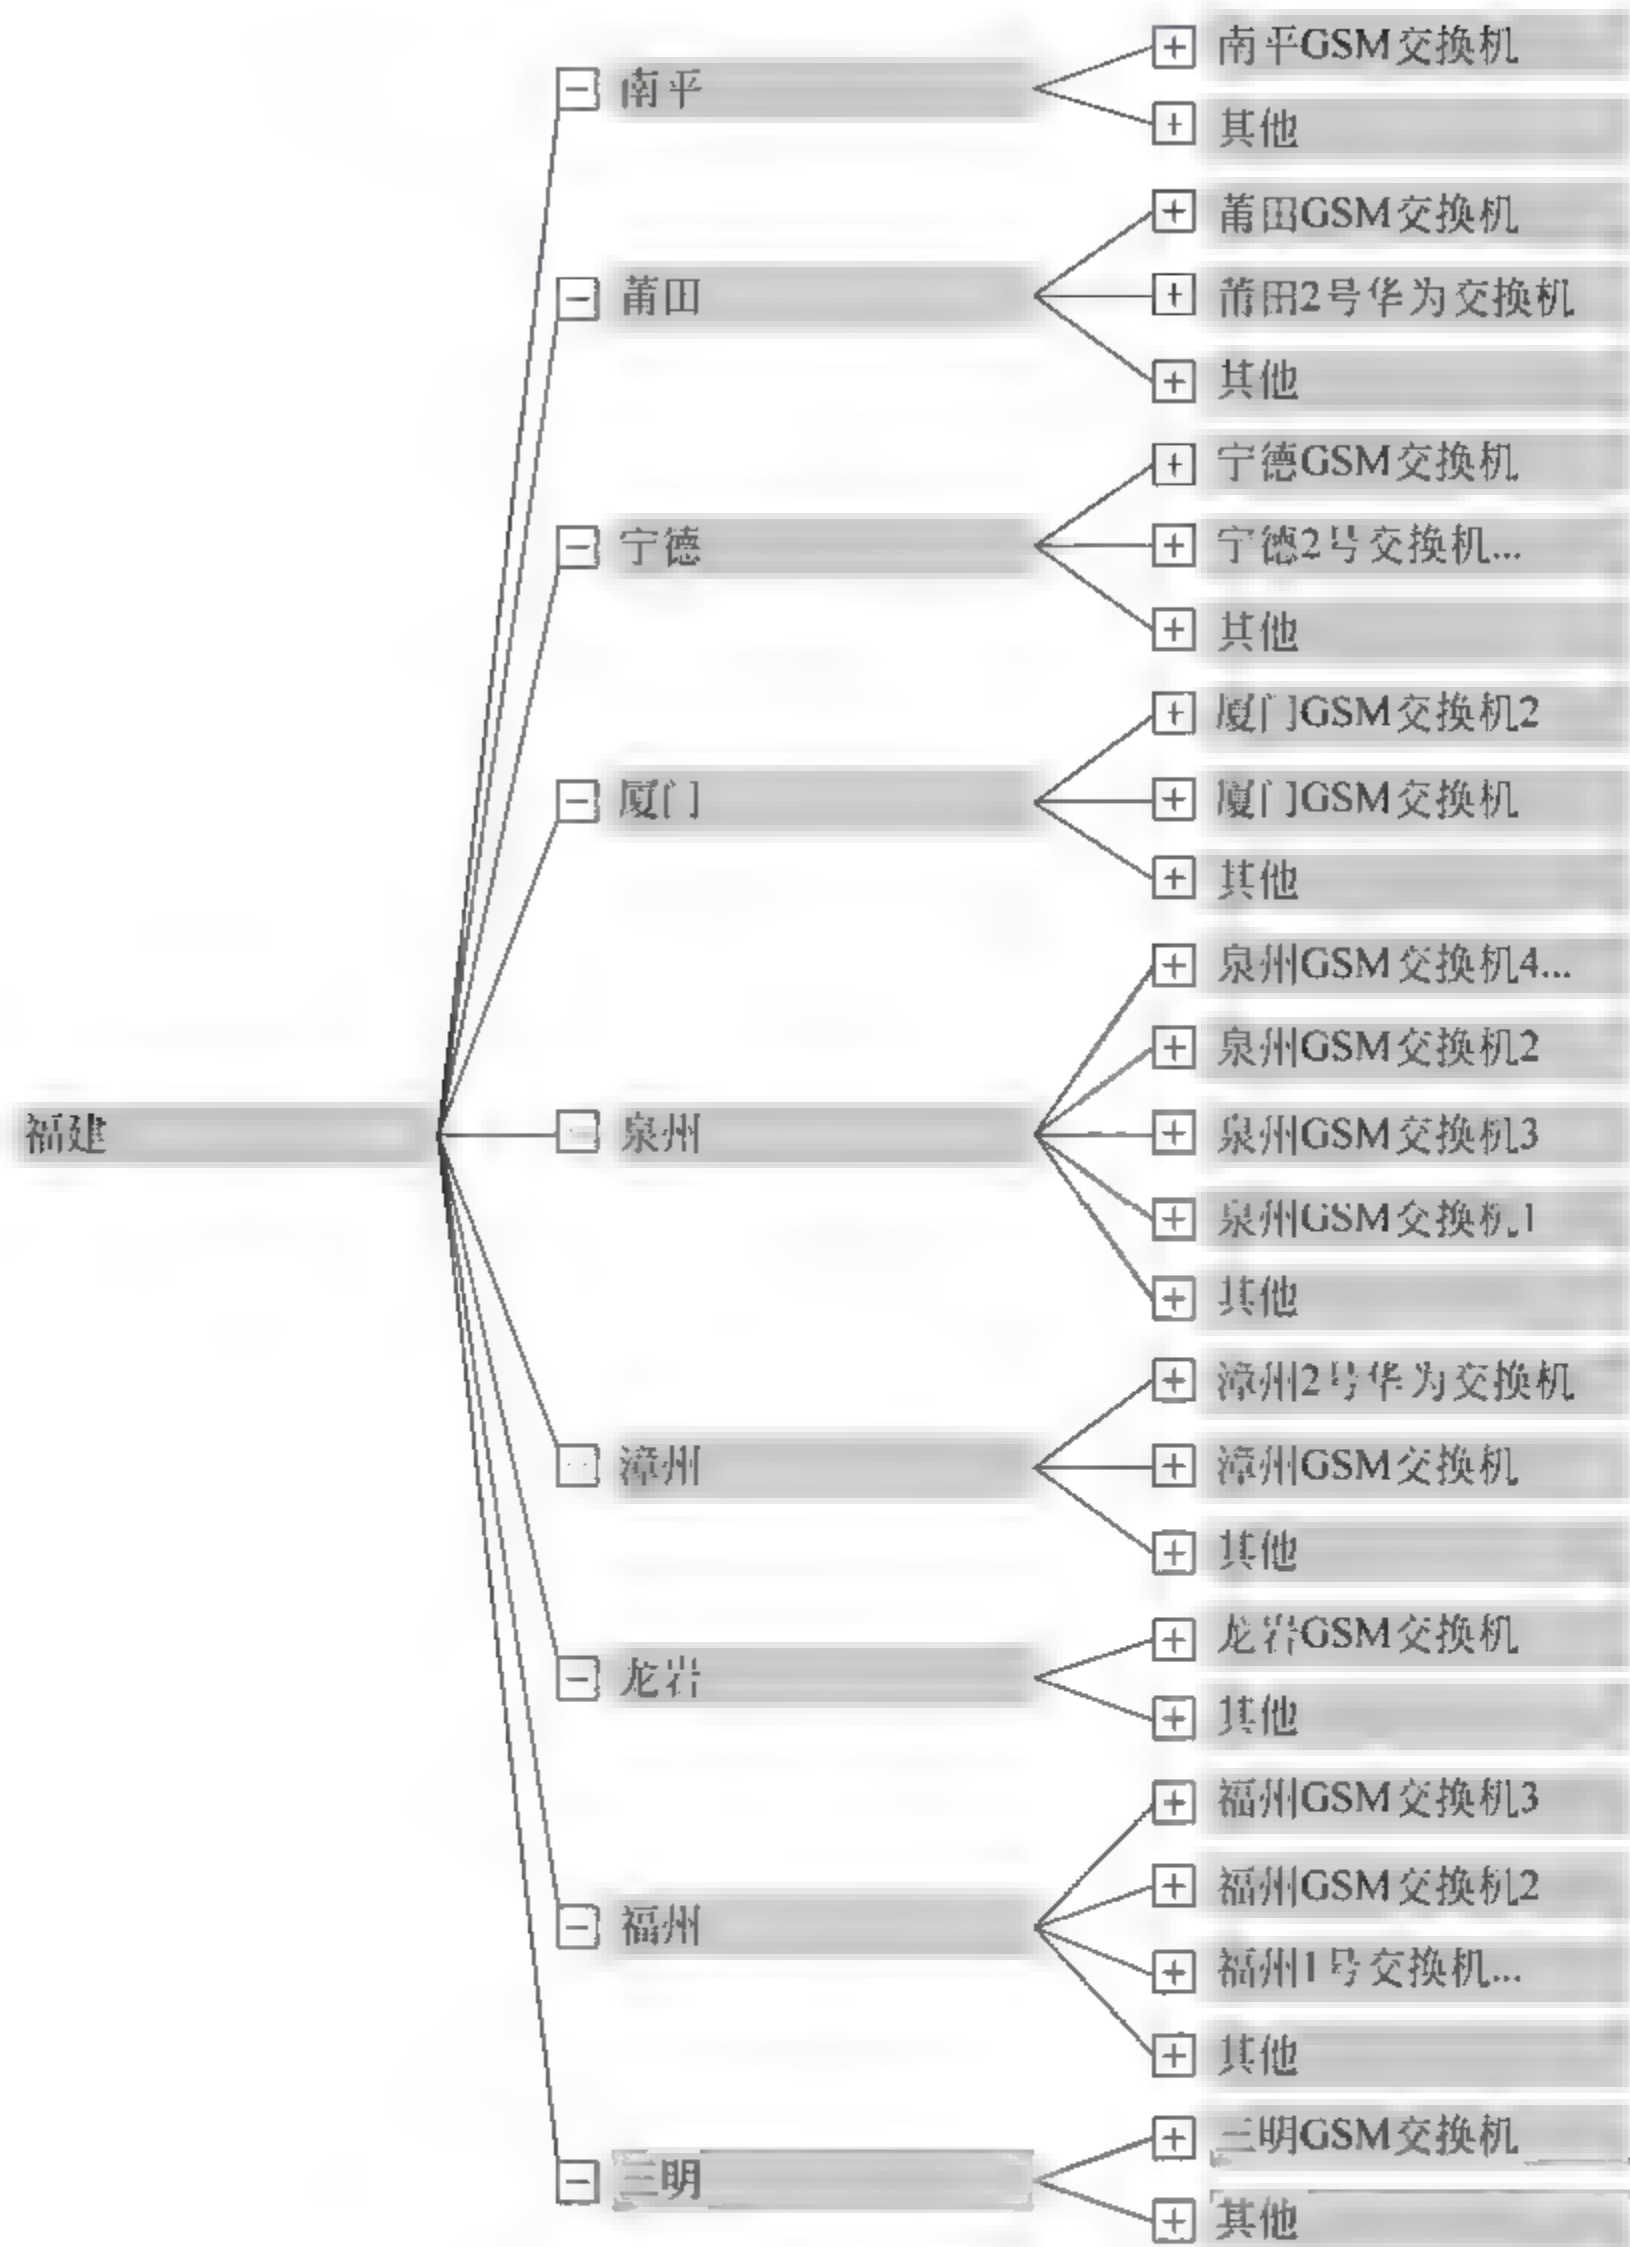 福建
南平
南平GSM交换机
其他
莆田
莆田GSM交换机
莆田2号华为交换机
其他
宁德
宁德GSM交换机
宁德2号交换机...
其他
厦门
厦门GSM交换机2
厦门GSM交换机
其他
泉州
泉州GSM交换机4...
泉州GSM交换机2
泉州GSM交换机3
泉州GSM交换机1
其他
漳州
漳州2号华为交换机
漳州GSM交换机
其他
龙岩
龙岩GSM交换机
其他
福州
福州GSM交换机3
福州GSM交换机2
福州1号交换机...
其他
三明
三明GSM交换机
其他